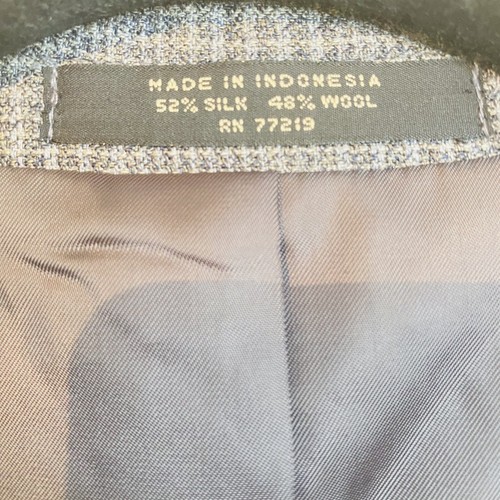 MADE IN INDONESIA
52% SILK 48% WOOL
RN 77219